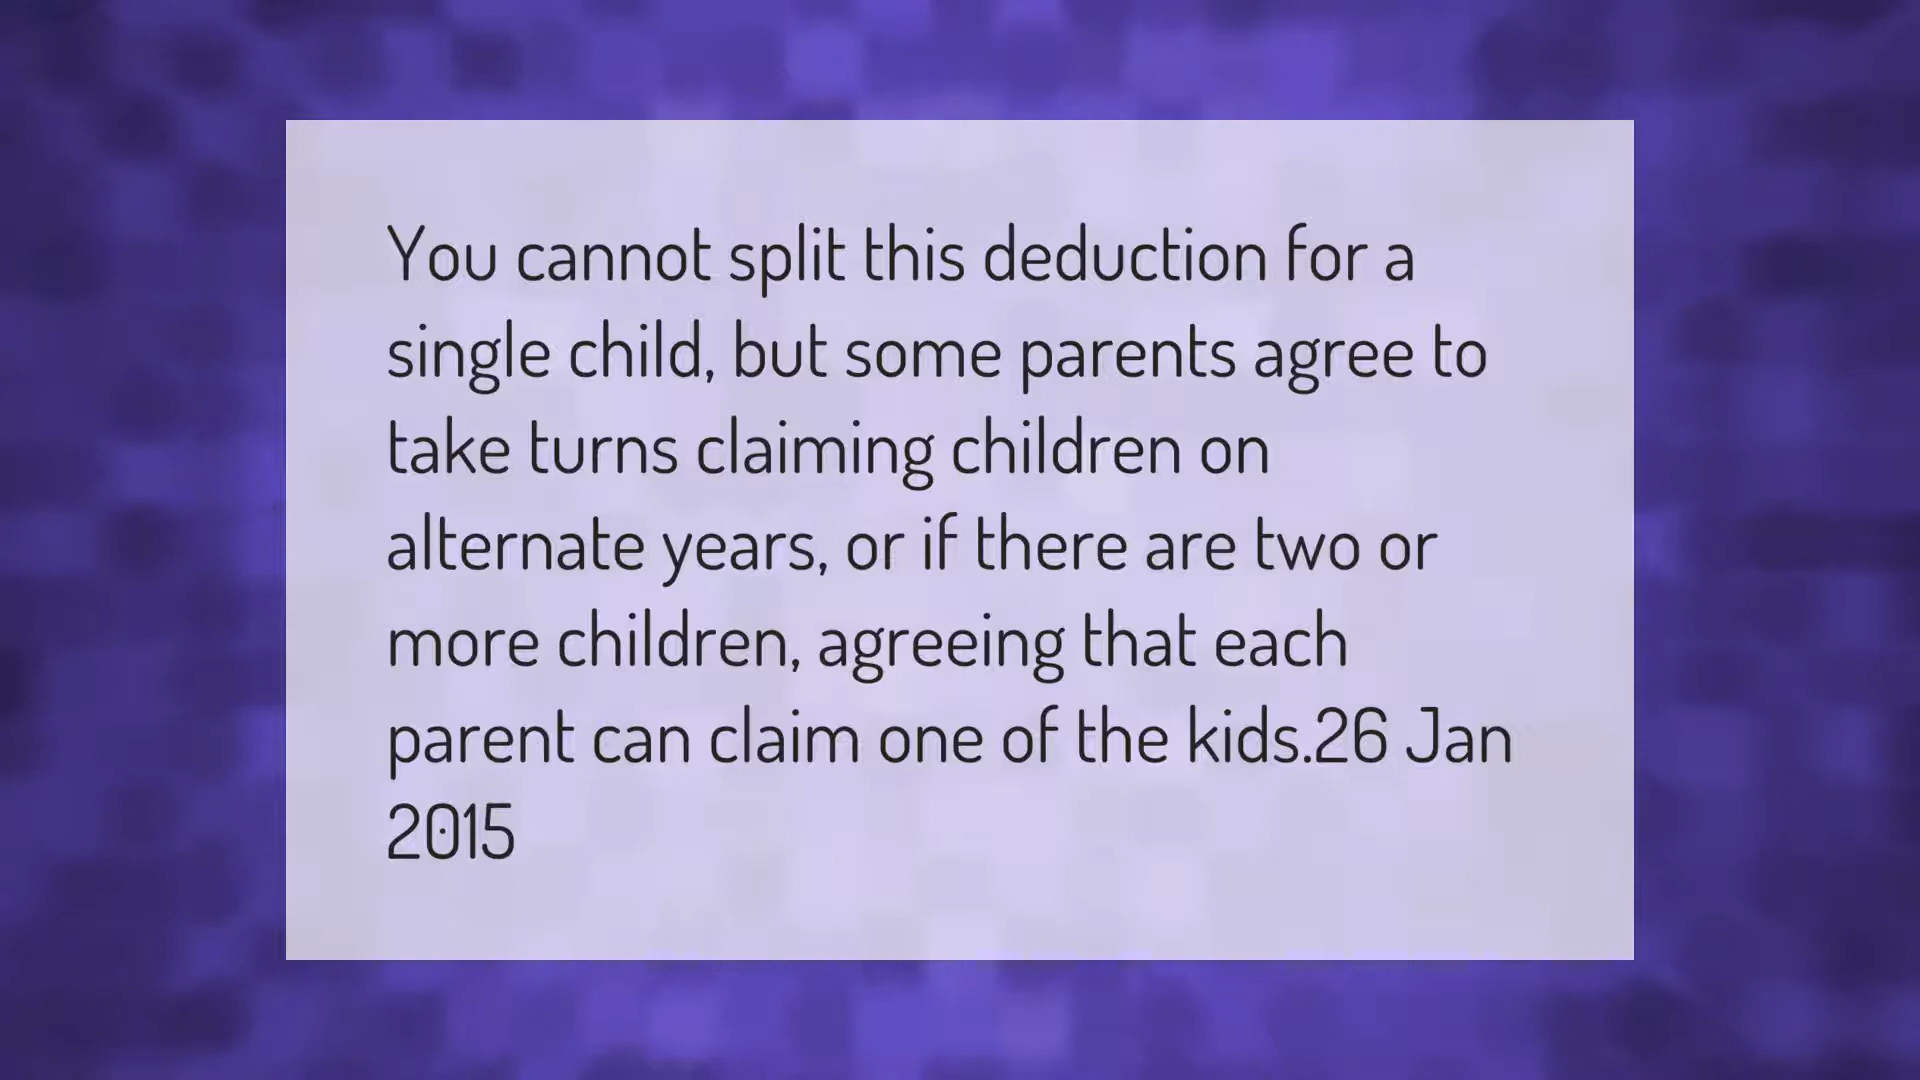 You cannot split this deduction for a
single child, but some parents agree to
take turns claiming children on
alternate years, or if there are two or
more children, agreeing that each
parent can claim one of the kids.26 Jan
2015